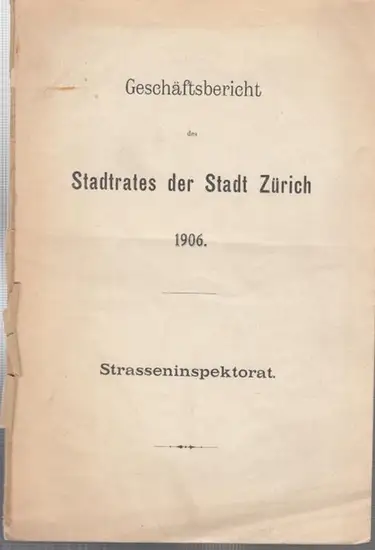 Geschäftsbericht
des
Stadtrates der Stadt Zürich
1906.
Strasseninspektorat.